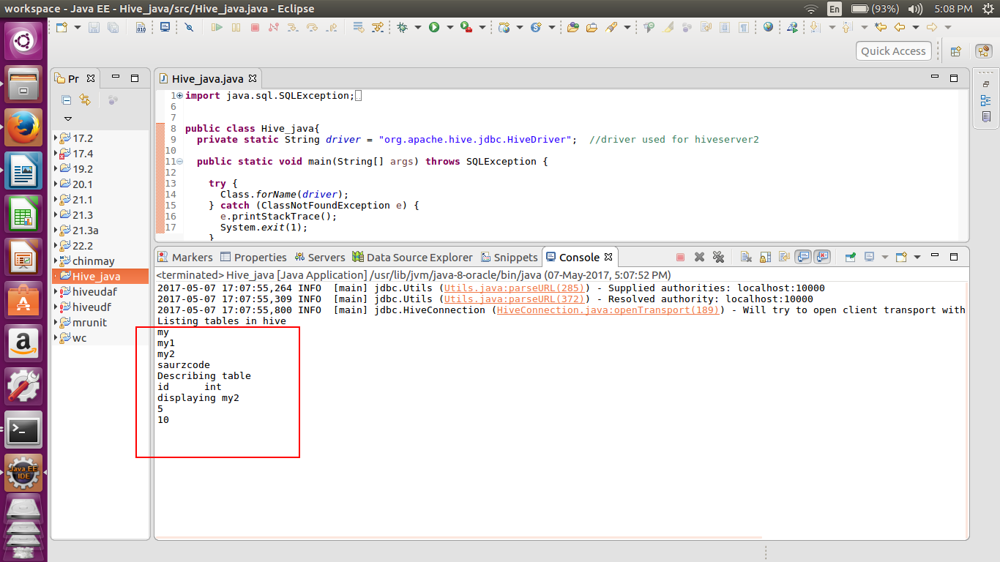 workspace - Java EE - Hive_java/src/Hive_java.java - Eclipse
En
(93%)
5:08 PM
Quick Access
Pr
17.2
17.4
19.2
20.1
21.1
21.3
21.3a
22.2
chinmay
Hive_java
hiveudaf
hiveudf
mrunit
wc
Hive_java.java
1 import java.sql.SQLException;
6
7
8 public class Hive_java{
9 private static String driver = "org.apache.hive.jdbc.HiveDriver"; //driver used for hiveserver2
10
11 public static void main(String[] args) throws SQLException {
12
13 try {
14 Class.forName(driver);
15 } catch (ClassNotFoundException e) {
16 e.printStackTrace();
17 System.exit(1);
}
Markers Properties Servers Data Source Explorer Snippets Console
<terminated> Hive_java [Java Application] /usr/lib/jvm/java-8-oracle/bin/java (07-May-2017, 5:07:52 PM)
2017-05-07 17:07:55,264 INFO [main] jdbc.Utils (Utils.java:parseURL(285)) - Supplied authorities: localhost:10000
2017-05-07 17:07:55,309 INFO [main] jdbc.Utils (Utils.java:parseURL(372)) - Resolved authority: localhost:10000
2017-05-07 17:07:55,800 INFO [main] jdbc.HiveConnection (HiveConnection.java:openTransport(189)) - Will try to open client transport with
Listing tables in hive
my
my1
my2
saurzcode
Describing table
id int
displaying my2
5
10
Java EE
IDE